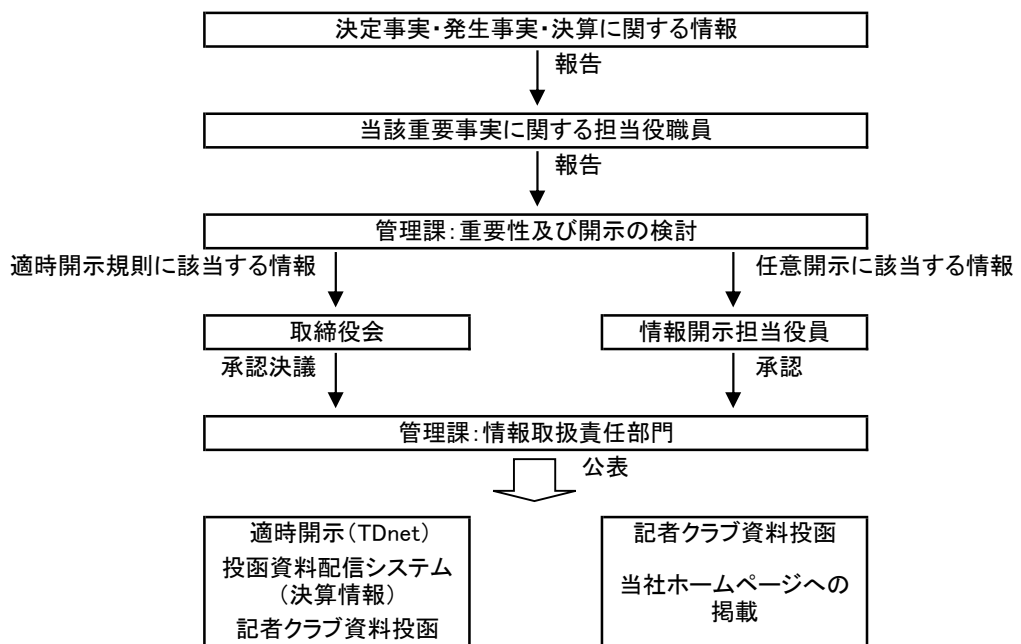 決定事実・発生事実・決算に関する情報
報告
当該重要事実に関する担当役職員
報告
管理課：重要性及び開示の検討
適時開示規則に該当する情報
任意開示に該当する情報
取締役会
情報開示担当役員
承認決議
承認
管理課：情報取扱責任部門
公表
適時開示（TDnet）
投函資料配信システム
（決算情報）
記者クラブ資料投函
記者クラブ資料投函
当社ホームページへの
掲載